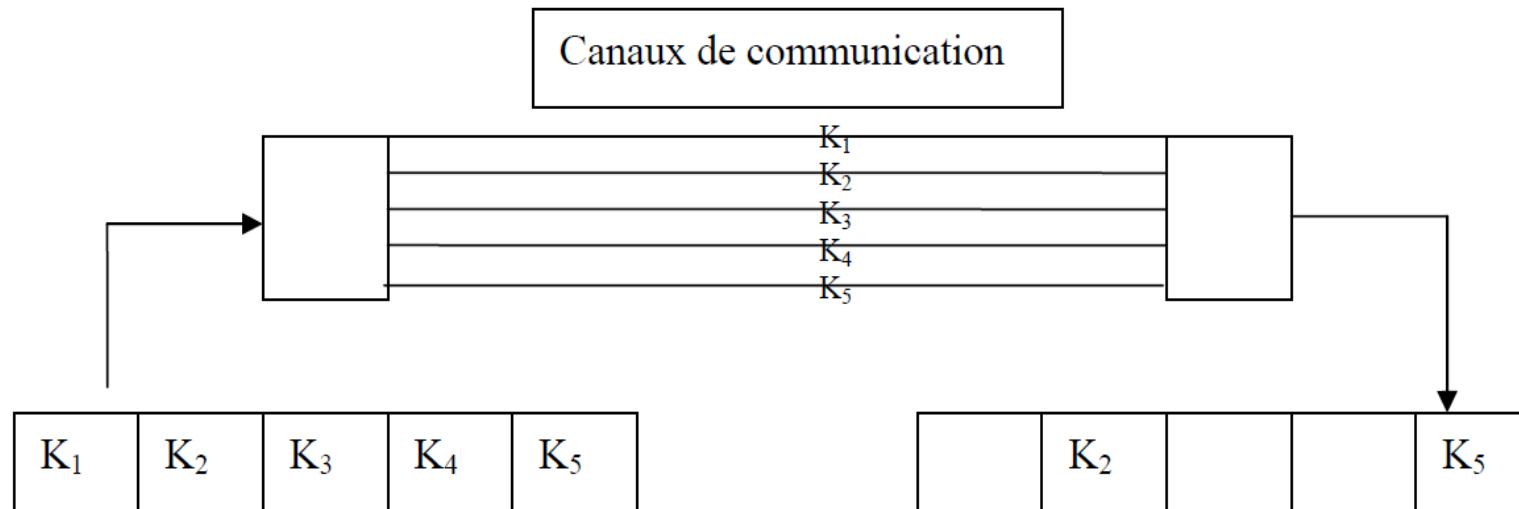 Canaux de communication
K₁
K₂
K₃
K₄
K₅
K₁ K₂ K₃ K₄ K₅ K₂ K₅